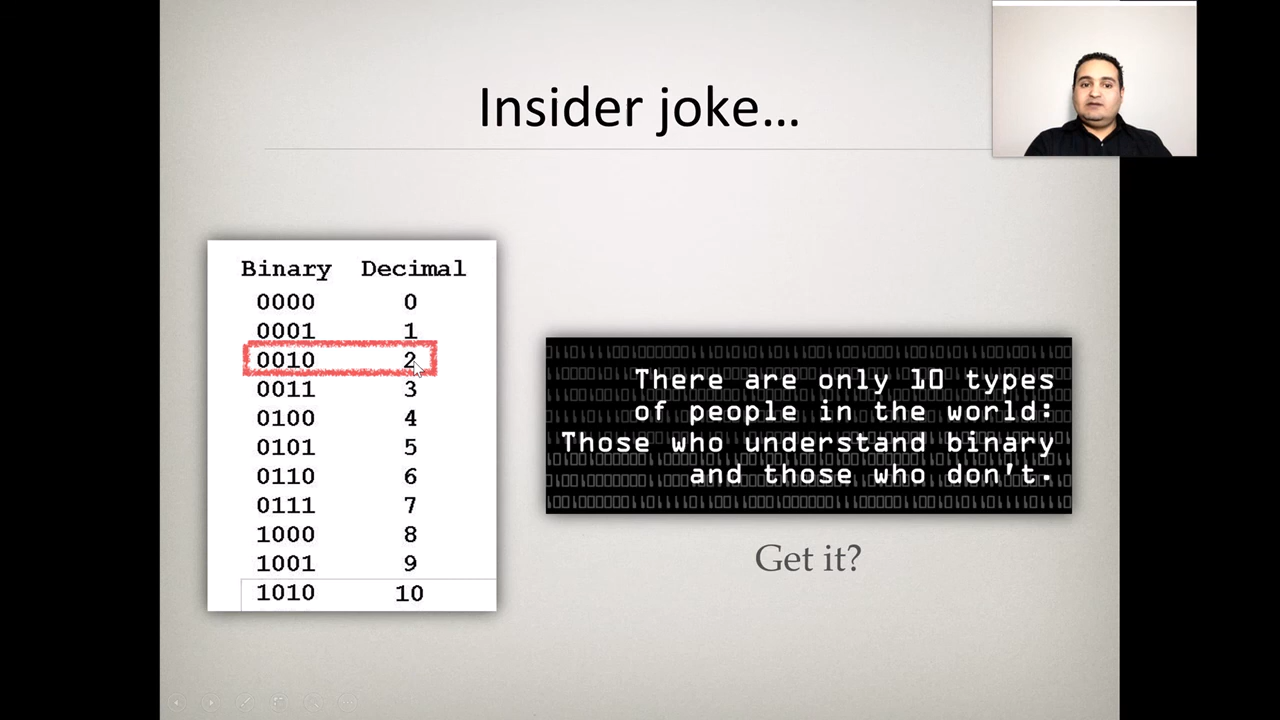 Insider joke...
Binary Decimal
0000 0
0001 1
0010 2
0011 3
0100 4
0101 5
0110 6
0111 7
1000 8
1001 9
1010 10
There are only 10 types
of people in the world:
Those who understand binary
and those who don't.
Get it?